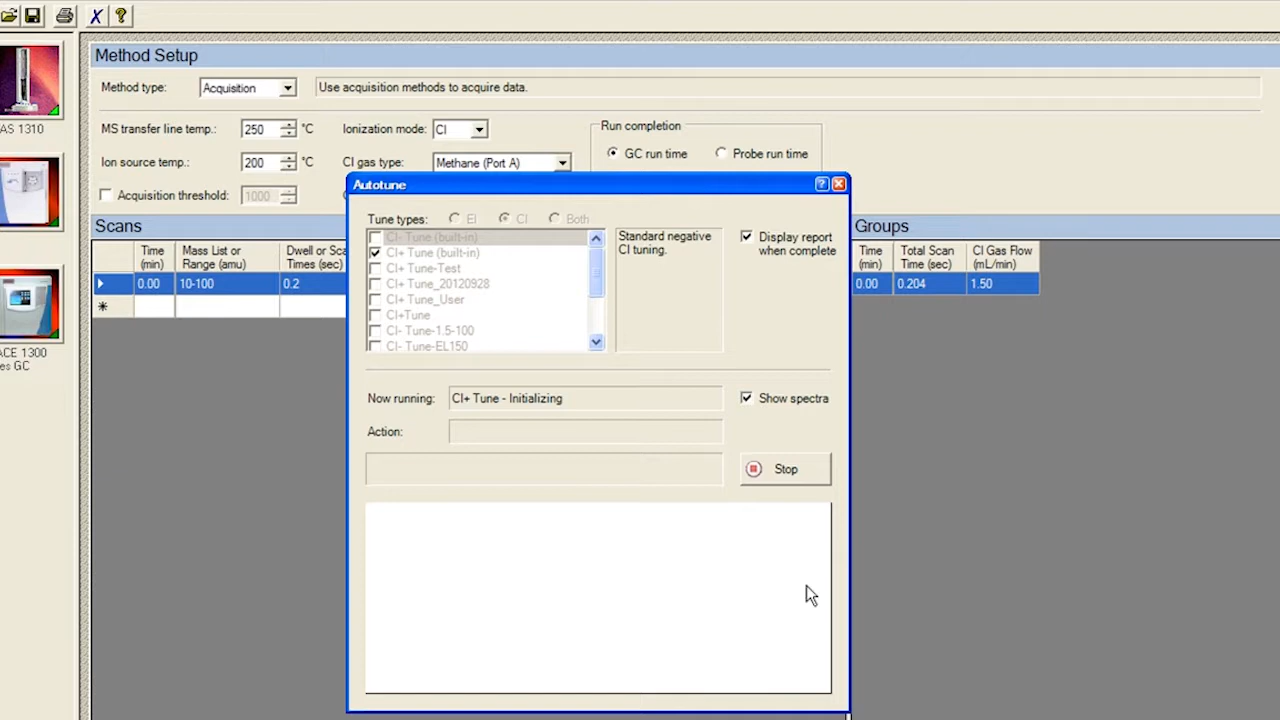 Method Setup
Method type: Acquisition Use acquisition methods to acquire data.
MS transfer line temp.: 250 °C Ionization mode: CI Run completion
GC run time Probe run time
Ion source temp.: 200 °C CI gas type: Methane (Port A)
Acquisition threshold: 1000
AS 1310
ACE 1300
es GC
Scans
Time (min) Mass List or Range (amu) Dwell or Sca Times (sec)
0.00 10-100 0.2
Groups
Time (min) Total Scan Time (sec) CI Gas Flow (mL/min)
0.00 0.204 1.50
Autotune
Tune types: EI CI Both
CI- Tune (built-in)
CI+ Tune (built-in)
CI+ Tune-Test
CI+ Tune_20120928
CI+ Tune_User
CI+Tune
CI- Tune-1.5-100
CI- Tune-EL150
Standard negative
CI tuning.
Display report
when complete
Now running: CI+ Tune - Initializing
Show spectra
Action:
Stop